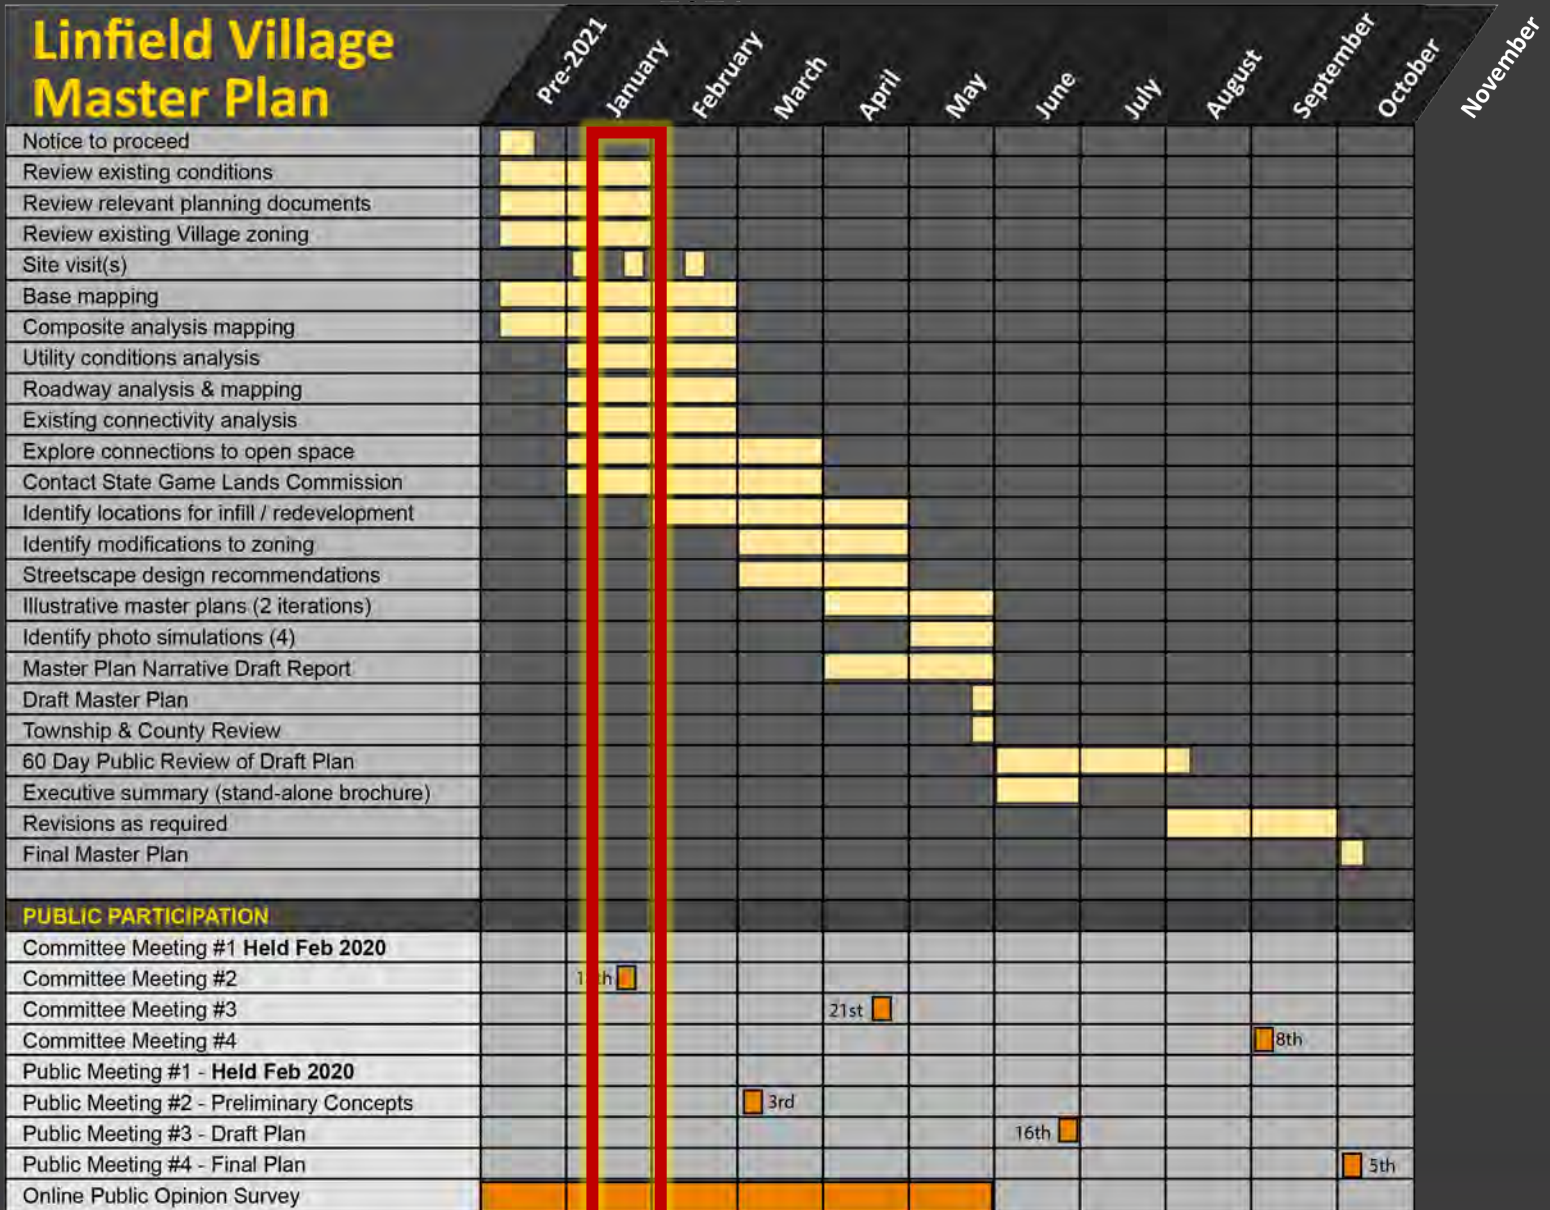 Linfield Village
Master Plan
Pre-2021
January
February
March
April
May
June
July
August
September
October
November
Notice to proceed
Review existing conditions
Review relevant planning documents
Review existing Village zoning
Site visit(s)
Base mapping
Composite analysis mapping
Utility conditions analysis
Roadway analysis & mapping
Existing connectivity analysis
Explore connections to open space
Contact State Game Lands Commission
Identify locations for infill / redevelopment
Identify modifications to zoning
Streetscape design recommendations
Illustrative master plans (2 iterations)
Identify photo simulations (4)
Master Plan Narrative Draft Report
Draft Master Plan
Township & County Review
60 Day Public Review of Draft Plan
Executive summary (stand-alone brochure)
Revisions as required
Final Master Plan
PUBLIC PARTICIPATION
Committee Meeting #1 Held Feb 2020
Committee Meeting #2
Committee Meeting #3 21st
Committee Meeting #4 8th
Public Meeting #1 - Held Feb 2020
Public Meeting #2 - Preliminary Concepts 3rd
Public Meeting #3 - Draft Plan 16th
Public Meeting #4 - Final Plan 5th
Online Public Opinion Survey